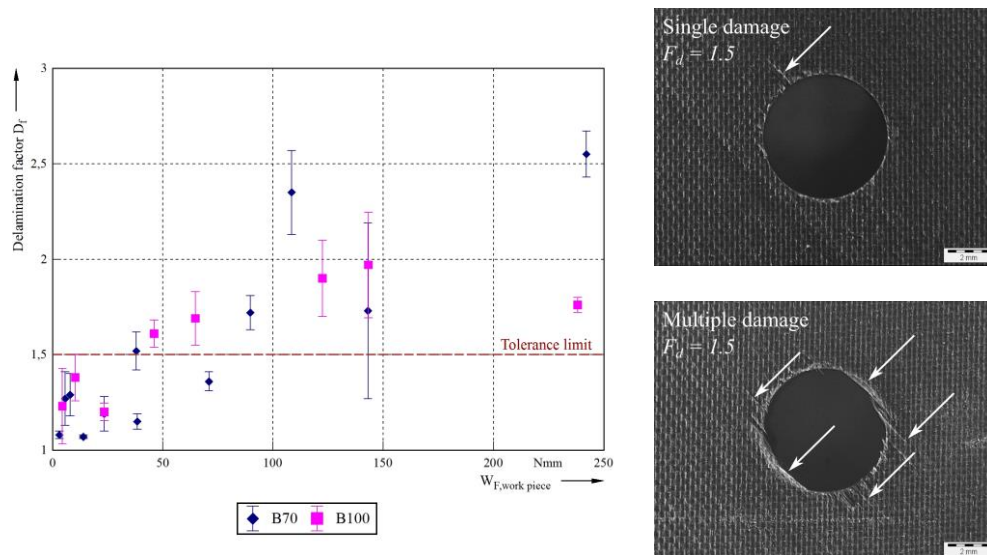 Delamination factor D_f
3
2,5
2
1,5
1
Tolerance limit
0
50
100
150
200
Nmm
250
W_F,work piece
B70
B100
Single damage
F_d = 1.5
2 mm
Multiple damage
F_d = 1.5
2 mm